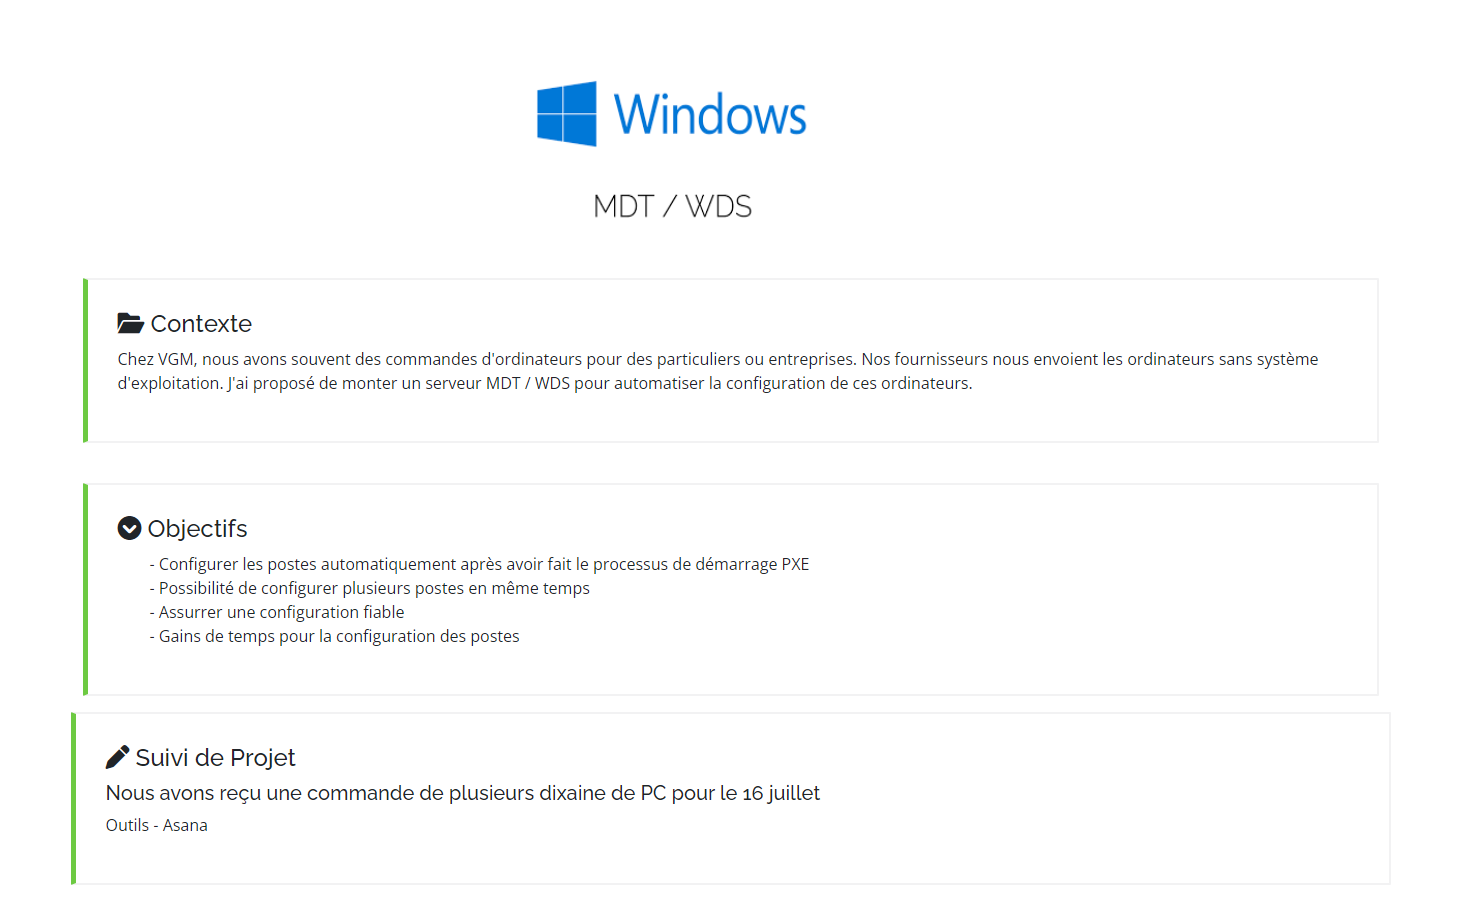 Windows
MDT / WDS
Contexte
Chez VGM, nous avons souvent des commandes d'ordinateurs pour des particuliers ou entreprises. Nos fournisseurs nous envoient les ordinateurs sans système
d'exploitation. J'ai proposé de monter un serveur MDT / WDS pour automatiser la configuration de ces ordinateurs.
Objectifs
- Configurer les postes automatiquement après avoir fait le processus de démarrage PXE
- Possibilité de configurer plusieurs postes en même temps
- Assurrer une configuration fiable
- Gains de temps pour la configuration des postes
Suivi de Projet
Nous avons reçu une commande de plusieurs dixaine de PC pour le 16 juillet
Outils - Asana